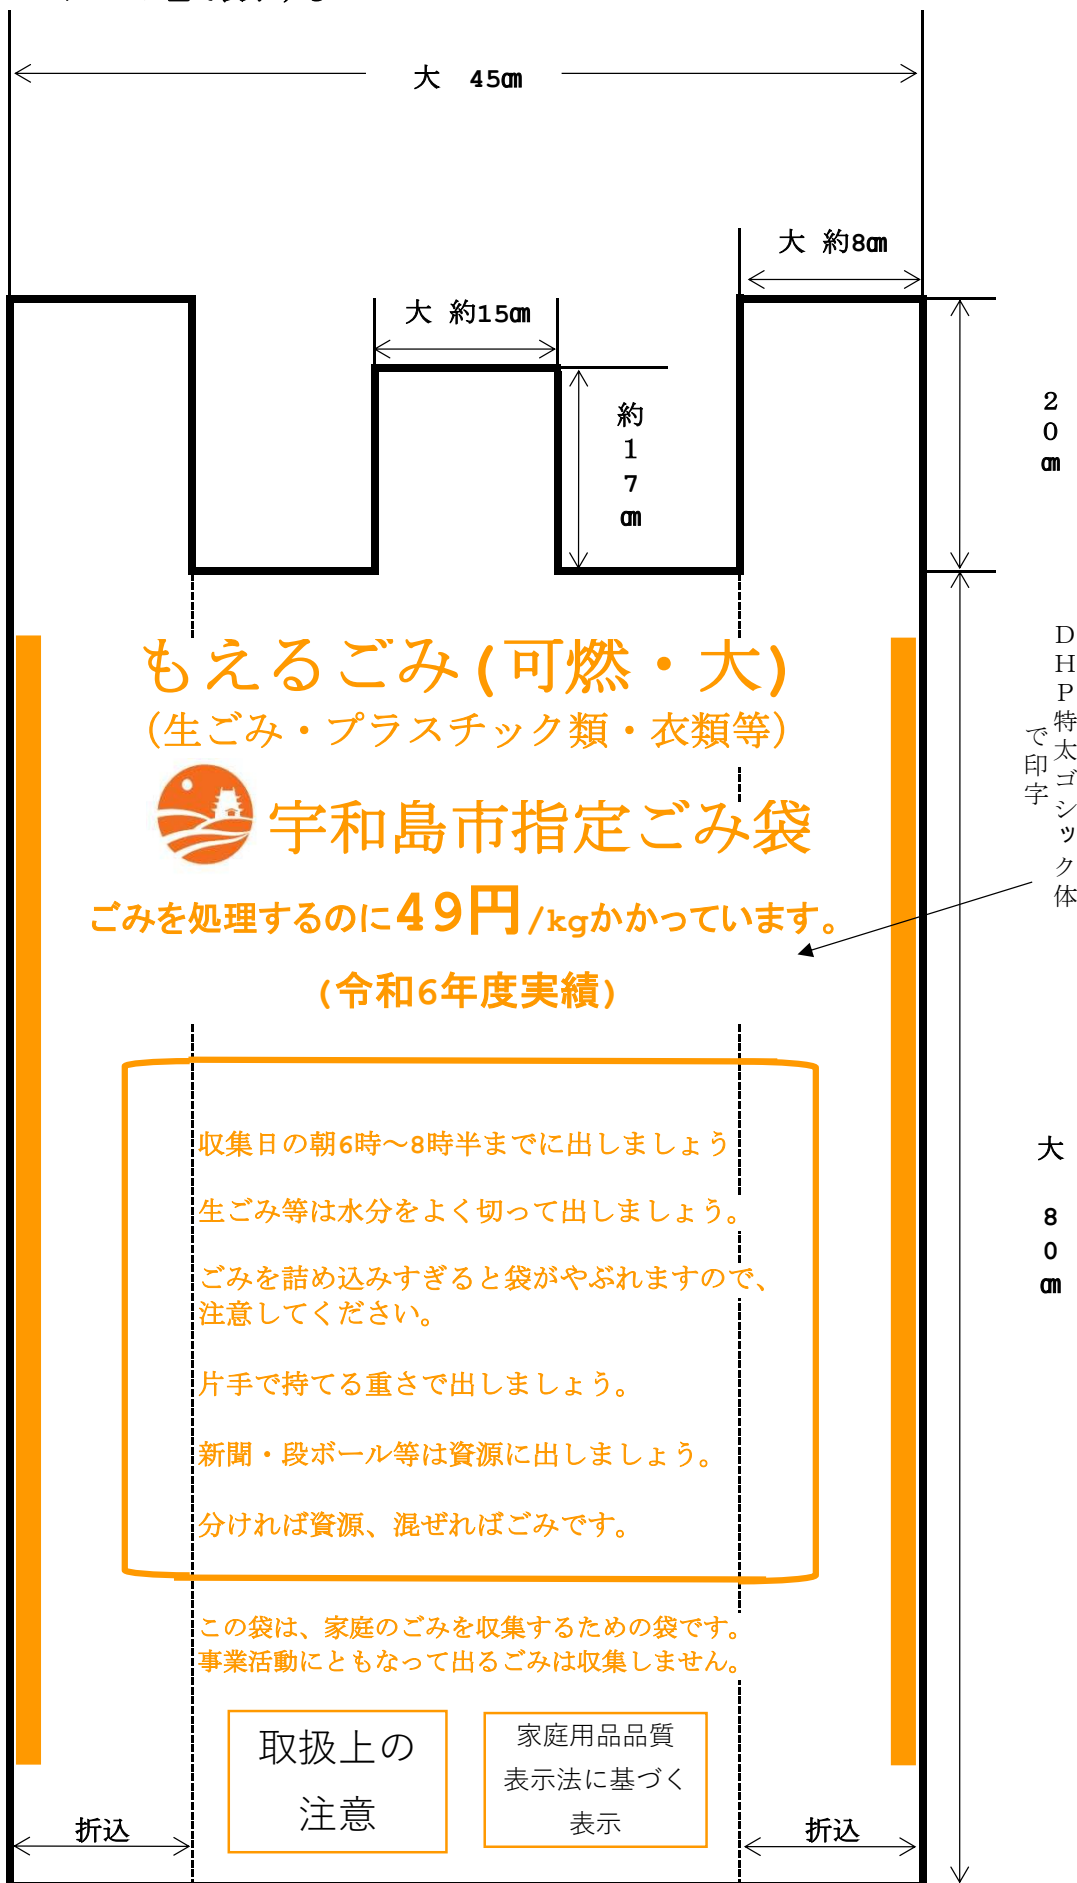 大 45㎝
大 約8㎝
大 約15㎝
約17㎝
20㎝
もえるごみ(可燃・大)
（生ごみ・プラスチック類・衣類等）
宇和島市指定ごみ袋
ごみを処理するのに49円/kgかかっています。
(令和6年度実績)
DHP特太ゴシック体
で印字
収集日の朝6時～8時半までに出しましょう
生ごみ等は水分をよく切って出しましょう。
ごみを詰め込みすぎると袋がやぶれますので、
注意してください。
片手で持てる重さで出しましょう。
新聞・段ボール等は資源に出しましょう。
分ければ資源、混ぜればごみです。
大 80㎝
この袋は、家庭のごみを収集するための袋です。
事業活動にともなって出るごみは収集しません。
取扱上の
注意
家庭用品品質
表示法に基づく
表示
折込
折込